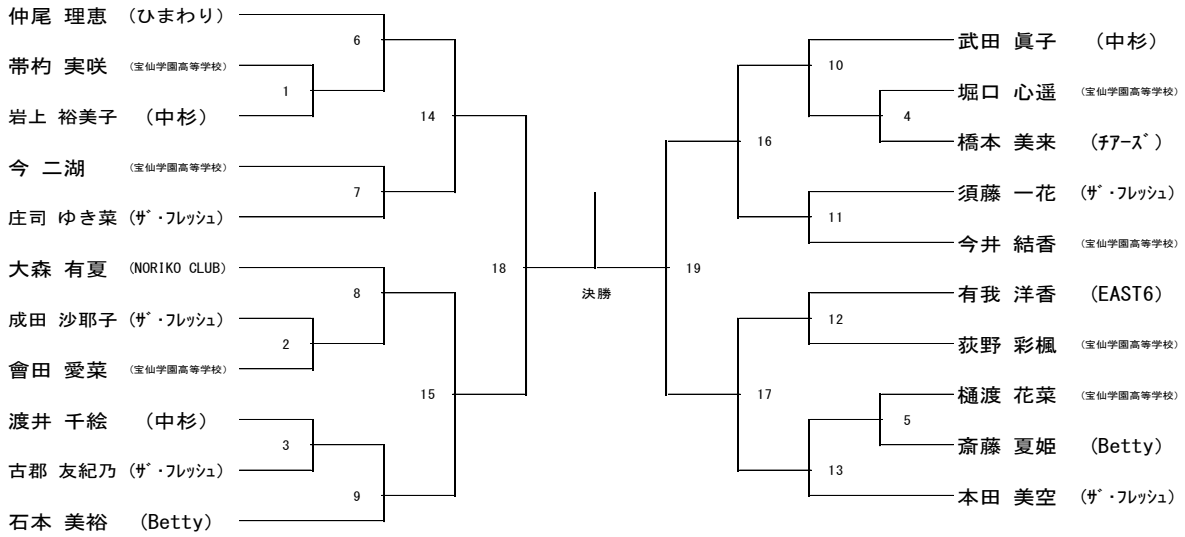 仲尾 理恵 (ひまわり)
帯杓 実咲 (宝仙学園高等学校)
岩上 裕美子 (中杉)
今 二湖 (宝仙学園高等学校)
庄司 ゆき菜 (ｻﾞ・ﾌﾚｯｼｭ)
大森 有夏 (NORIKO CLUB)
成田 沙耶子 (ｻﾞ・ﾌﾚｯｼｭ)
會田 愛菜 (宝仙学園高等学校)
渡井 千絵 (中杉)
古郡 友紀乃 (ｻﾞ・ﾌﾚｯｼｭ)
石本 美裕 (Betty)
6
1
14
7
8
2
15
3
9
18
決勝
19
10
4
16
11
12
17
5
13
武田 眞子 (中杉)
堀口 心遥 (宝仙学園高等学校)
橋本 美来 (ﾁｱｰｽﾞ)
須藤 一花 (ｻﾞ・ﾌﾚｯｼｭ)
今井 結香 (宝仙学園高等学校)
有我 洋香 (EAST6)
荻野 彩楓 (宝仙学園高等学校)
樋渡 花菜 (宝仙学園高等学校)
斎藤 夏姫 (Betty)
本田 美空 (ｻﾞ・ﾌﾚｯｼｭ)